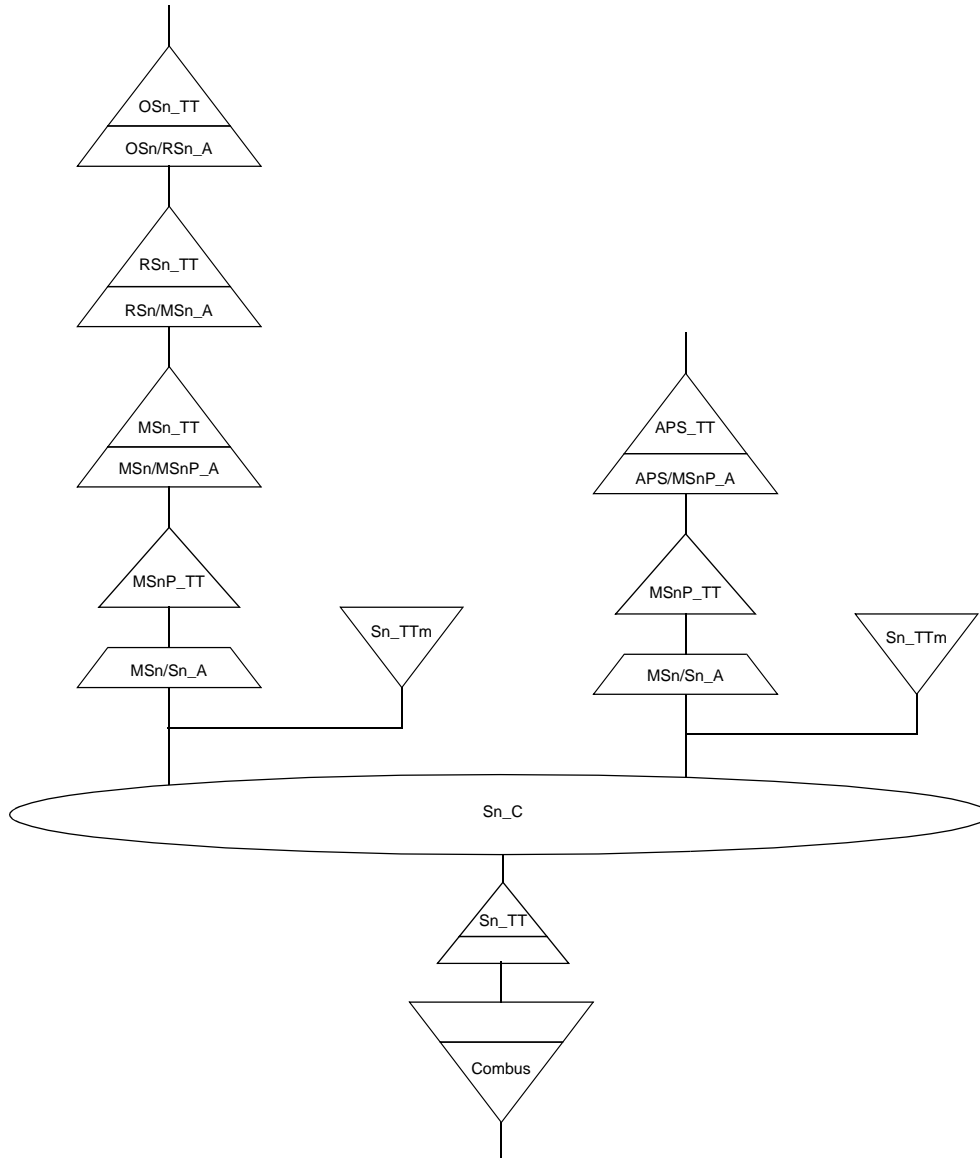 OSn_TT
OSn/RSn_A
RSn_TT
RSn/MSn_A
MSn_TT
MSn/MSnP_A
MSnP_TT
Sn_TTm
MSn/Sn_A
APS_TT
APS/MSnP_A
MSnP_TT
Sn_TTm
MSn/Sn_A
Sn_C
Sn_TT
Combus